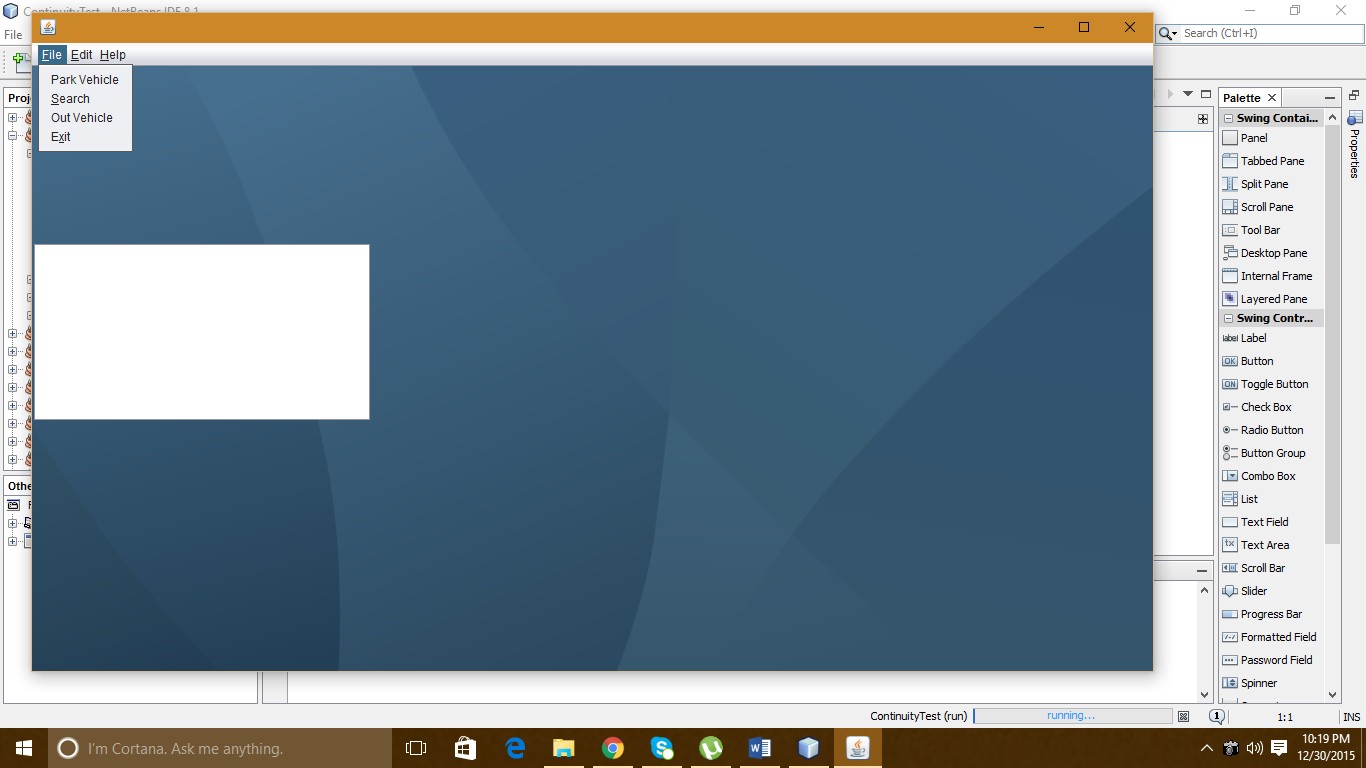 ContinuityTest - NetBeans IDE 8.1
File
Search (Ctrl+I)
File Edit Help
Park Vehicle
Search
Out Vehicle
Exit
Proj
Othe
Palette
Swing Contai...
Panel
Tabbed Pane
Split Pane
Scroll Pane
Tool Bar
Desktop Pane
Internal Frame
Layered Pane
Swing Contr...
label Label
OK Button
ON Toggle Button
Check Box
Radio Button
Button Group
Combo Box
List
Text Field
tx Text Area
Scroll Bar
Slider
Progress Bar
Formatted Field
Password Field
Spinner
Properties
ContinuityTest (run) running... 1 1:1 INS
I'm Cortana. Ask me anything.
10:19 PM
12/30/2015